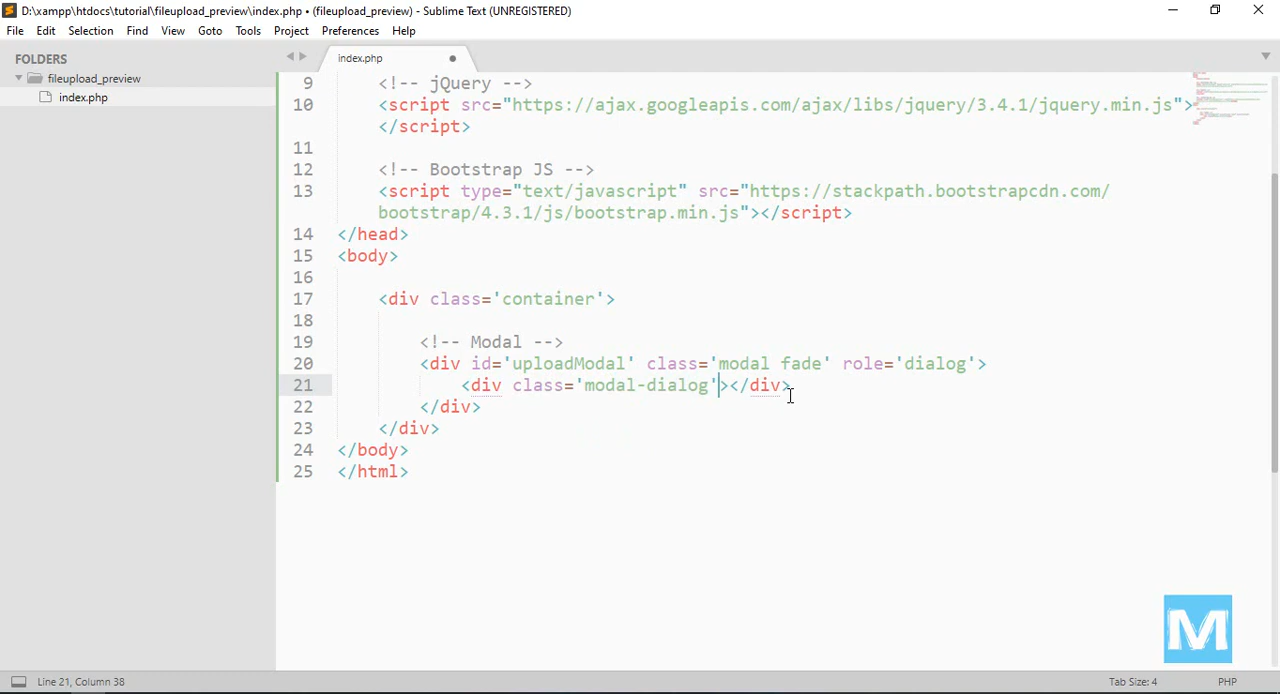 D:\xampp\htdocs\tutorial\fileupload_preview\index.php • (fileupload_preview) - Sublime Text (UNREGISTERED)
File Edit Selection Find View Goto Tools Project Preferences Help
FOLDERS
fileupload_preview
index.php
index.php
9 <!-- jQuery -->
10 <script src="https://ajax.googleapis.com/ajax/libs/jquery/3.4.1/jquery.min.js">
</script>
11
12 <!-- Bootstrap JS -->
13 <script type="text/javascript" src="https://stackpath.bootstrapcdn.com/
bootstrap/4.3.1/js/bootstrap.min.js"></script>
14 </head>
15 <body>
16
17 <div class='container'>
18
19 <!-- Modal -->
20 <div id='uploadModal' class='modal fade' role='dialog'>
21 <div class='modal-dialog'></div>
22 </div>
23 </div>
24 </body>
25 </html>
M
Line 21, Column 38
Tab Size: 4
PHP